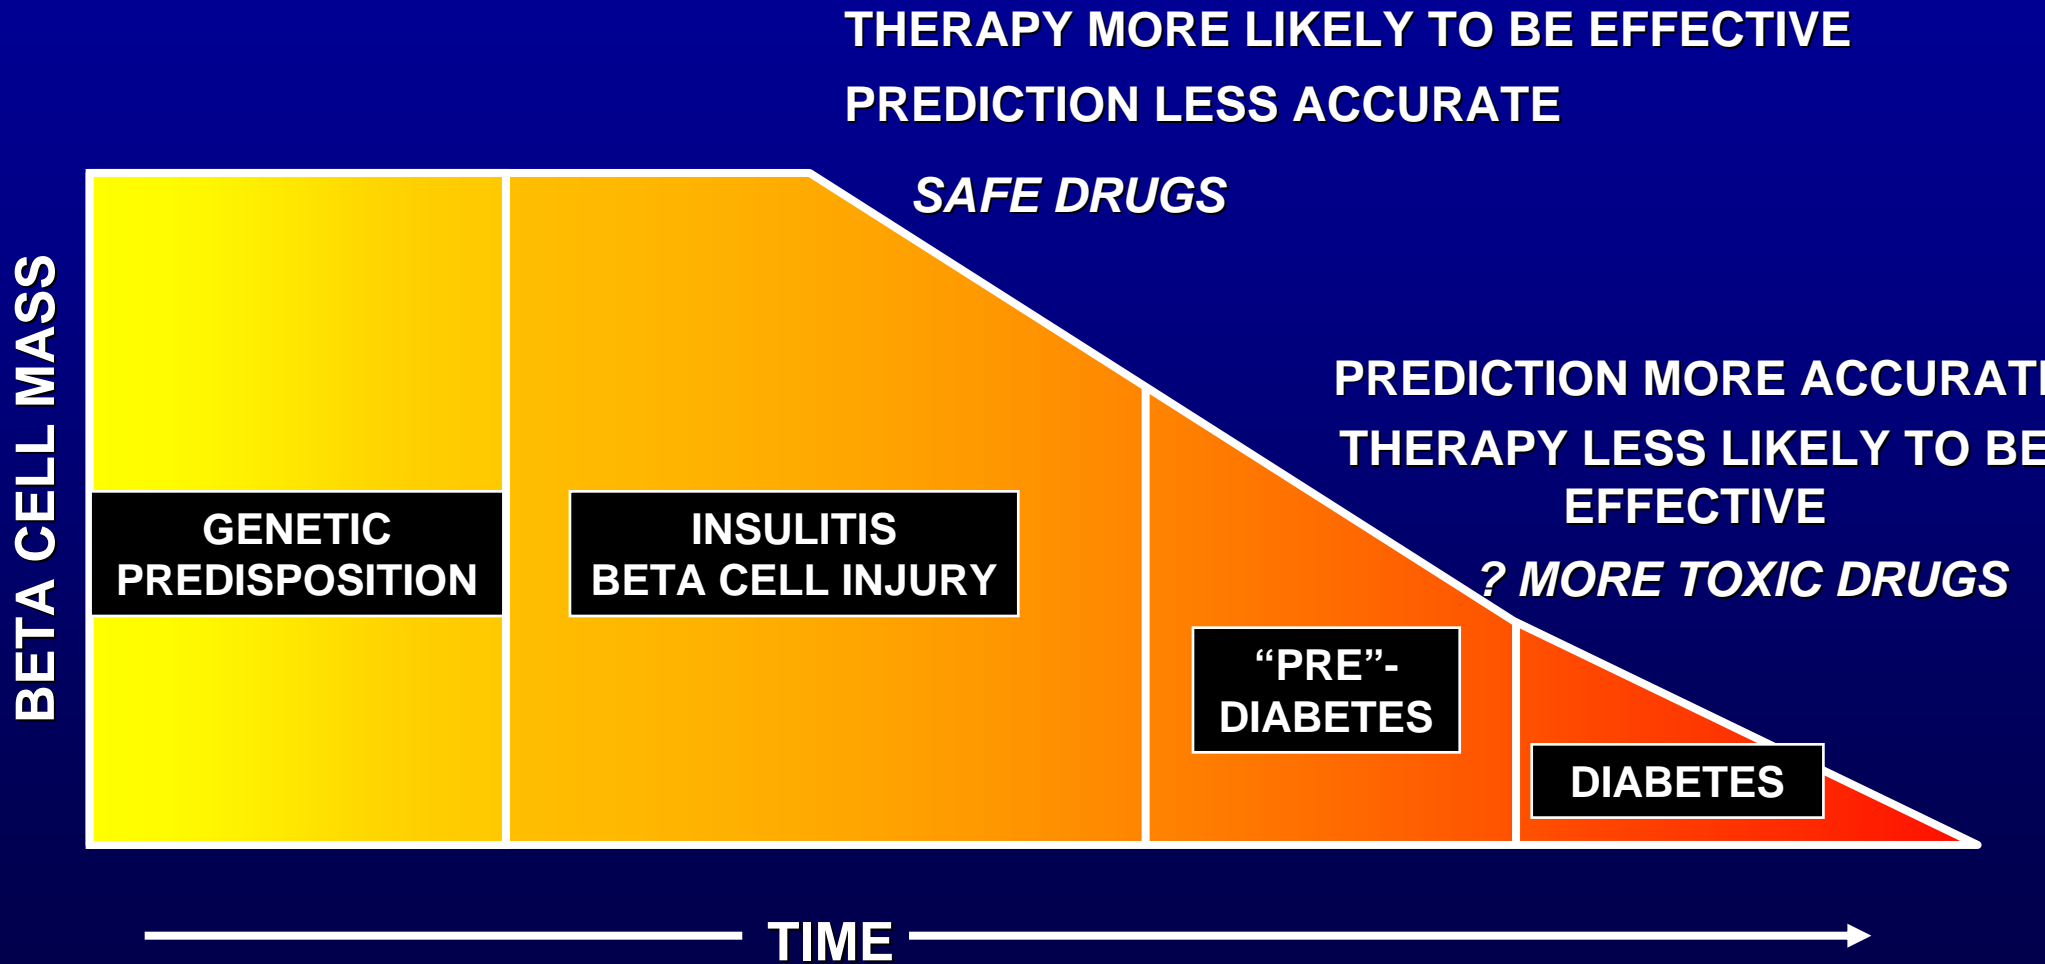 THERAPY MORE LIKELY TO BE EFFECTIVE
PREDICTION LESS ACCURATE
SAFE DRUGS
BETA CELL MASS
PREDICTION MORE ACCURATE
THERAPY LESS LIKELY TO BE
EFFECTIVE
? MORE TOXIC DRUGS
GENETIC
PREDISPOSITION
INSULITIS
BETA CELL INJURY
“PRE”-
DIABETES
DIABETES
TIME